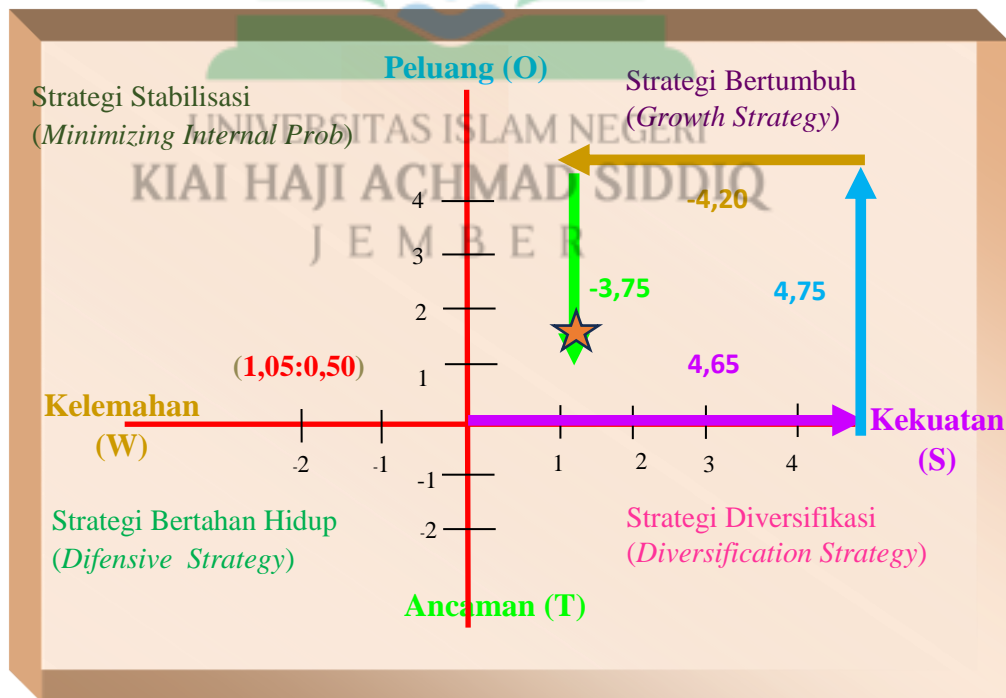 Peluang (O)
Strategi Stabilisasi
(Minimizing Internal Prob)
Strategi Bertumbuh
(Growth Strategy)
UNIVERSITAS ISLAM NEGERI
KIAI HAJI ACHMAD SIDDIQ
JEMBER
-4,20
4
3
2
1
-3,75
4,75
(1,05:0,50)
4,65
Kelemahan
(W)
Kekuatan
(S)
-2
-1
1
2
3
4
-1
-2
Strategi Bertahan Hidup
(Difensive Strategy)
Strategi Diversifikasi
(Diversification Strategy)
Ancaman (T)